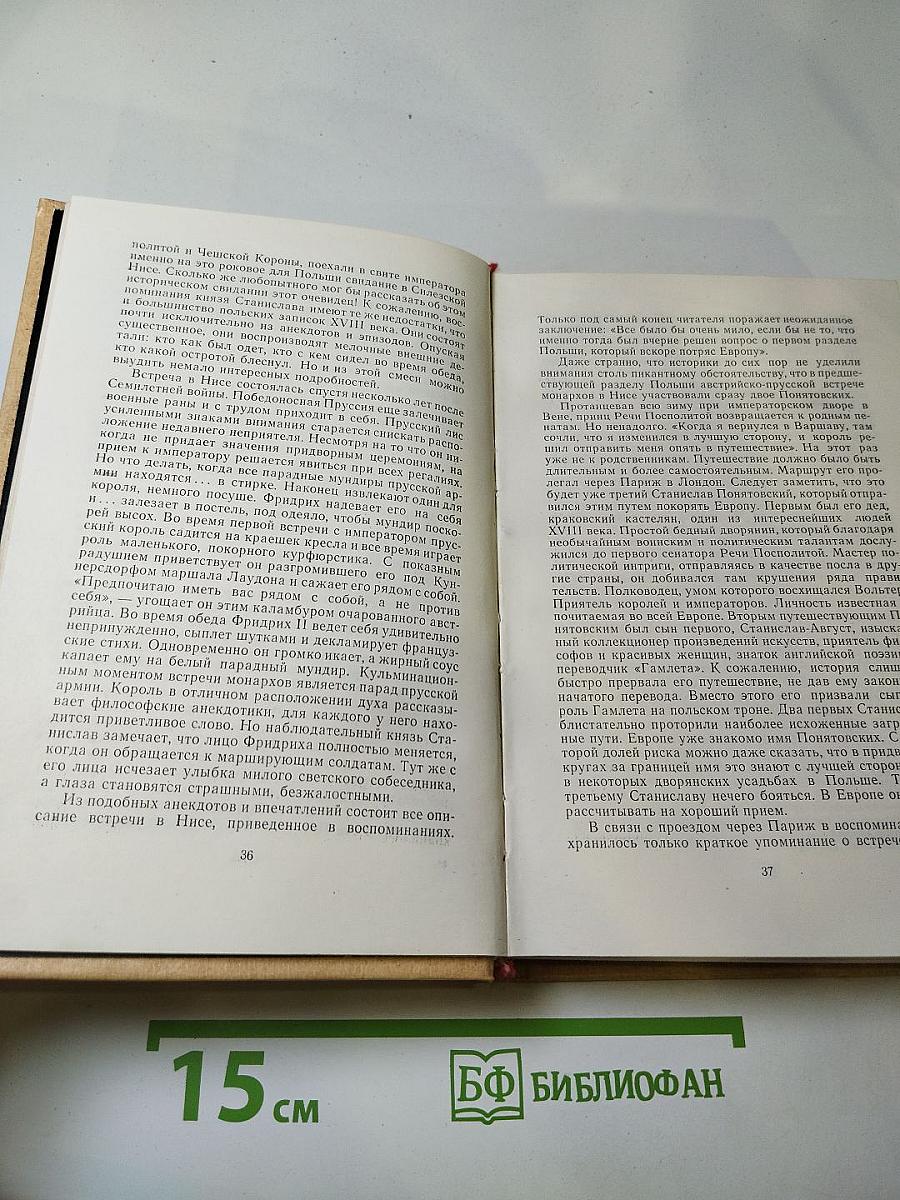 политой и Чешской Короны, поехали в свите императора
именно на это роковое для Польши свидание в Силезской
Нисе. Сколько же любопытного мог бы рассказать об этом
историческом свидании этот очевидец! К сожалению, вос-
поминания князя Станислава имеют те же недостатки, что
и большинство польских записок XVIII века. Они состоят
почти исключительно из анекдотов и эпизодов. Опуская
существенное, они воспроизводят мелочные внешние де-
тали: кто как был одет, кто с кем сидел во время обеда,
кто какой остротой блеснул. Но и из этой смеси можно
выудить немало интересных подробностей.
Встреча в Нисе состоялась спустя несколько лет после
Семилетней войны. Победоносная Пруссия еще залечивает
военные раны и с трудом приходит в себя. Прусский лис
усиленными знаками внимания старается снискать распо-
ложение недавнего неприятеля. Несмотря на то что он ни-
когда не придает значения придворным церемониям, на
прием к императору решается явиться при всех регалиях.
Но что делать, когда все парадные мундиры прусской ар-
мии находятся... в стирке. Наконец извлекают один для
короля, немного посуше. Фридрих надевает его на себя
и... залезает в постель, под одеяло, чтобы мундир поско-
рей высох. Во время первой встречи с императором прус-
ский король садится на краешек кресла и все время играет
роль маленького, покорного курфюрста. С показным
радушием приветствует он разгромившего его под Кун-
нерсдорфом маршала Лаудона и сажает его рядом с собой.
«Предпочитаю иметь вас рядом с собой, а не против
себя», — угощает он этим каламбуром очарованного авст-
рийца. Во время обеда Фридрих II ведет себя удивительно
непринужденно, сыплет шутками и декламирует француз-
ские стихи. Одновременно он громко икает, а жирный соус
капает ему на белый парадный мундир. Кульминацион-
ным моментом встречи монархов является парад прусской
армии. Король в отличном расположении духа рассказы-
вает философские анекдотики, для каждого у него нахо-
дится приветливое слово. Но наблюдательный князь Ста-
нислав замечает, что лицо Фридриха полностью меняется,
когда он обращается к марширующим солдатам. Тут же с
его лица исчезает улыбка милого светского собеседника,
а глаза становятся страшными, безжалостными.
Из подобных анекдотов и впечатлений состоит все опи-
сание встречи в Нисе, приведенное в воспоминаниях.
36
Только под самый конец читателя поражает неожиданное
заключение: «Все было бы очень мило, если бы не то, что
именно тогда был вчерне решен вопрос о первом разделе
Польши, который вскоре потряс Европу».
Даже странно, что историки до сих пор не уделили
внимания столь пикантному обстоятельству, что в предше-
ствующей разделу Польши австрийско-прусской встрече
монархов в Нисе участвовали сразу двое Понятовских.
Протанцевав всю зиму при императорском дворе в
Вене, принц Речи Посполитой возвращается к родным пе-
натам. Но ненадолго. «Когда я вернулся в Варшаву, там
сочли, что я изменился в лучшую сторону, и король ре-
шил отправить меня опять в путешествие». На этот раз
уже не к родственникам. Путешествие должно было быть
длительным и более самостоятельным. Маршрут его про-
легал через Париж в Лондон. Следует заметить, что это
будет уже третий Станислав Понятовский, который отпра-
вился этим путем покорять Европу. Первым был его дед,
краковский кастелян, один из интереснейших людей
XVIII века. Простой бедный дворянин, который благодаря
необычайным воинским и политическим талантам дослу-
жился до первого сенатора Речи Посполитой. Мастер по-
литической интриги, отправляясь в качестве посла в дру-
гие страны, он добивался там крушения ряда прави
тельств. Полководец, умом которого восхищался Вольтер
Приятель королей и императоров. Личность известная
почитаемая во всей Европе. Вторым путешествующим П
нятовским был сын первого, Станислав-Август, изыска
ный коллекционер произведений искусств, приятель фи
софов и красивых женщин, знаток английской поэзии
переводчик «Гамлета». К сожалению, история слиш
быстро прервала его путешествие, не дав ему закон
начатого перевода. Вместо этого его призвали сыг
роль Гамлета на польском троне. Два первых Станис
блистательно проторили наиболее исхоженные загр
ные пути. Европе уже знакомо имя Понятовских. С
торой долей риска можно даже сказать, что в придв
кругах за границей имя это знают с лучшей сторон
в некоторых дворянских усадьбах в Польше. Т
третьему Станиславу нечего бояться. В Европе он
рассчитывать на хороший прием.
В связи с проездом через Париж в воспомина
хранилось только краткое упоминание о встрече
37
15 см
БФ БИБЛИОФАН